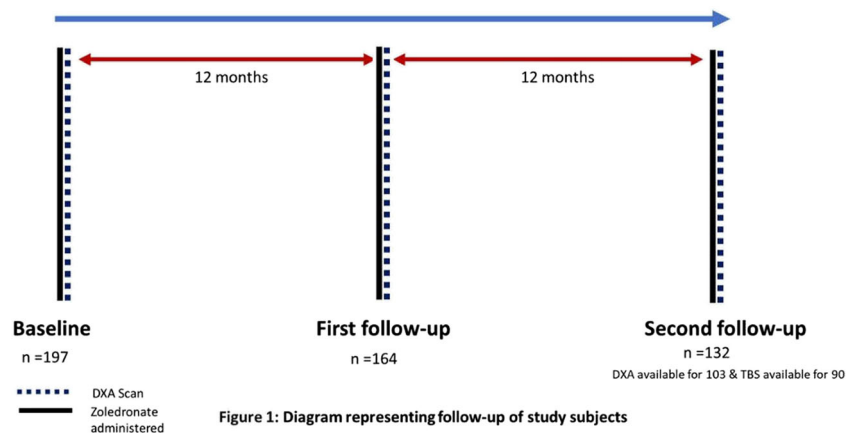 12 months
12 months
Baseline
First follow-up
Second follow-up
n =197
n =164
n =132
DXA available for 103 & TBS available for 90
DXA Scan
Zoledronate
administered
Figure 1: Diagram representing follow-up of study subjects